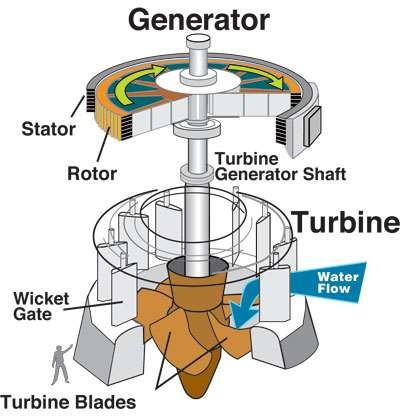 Generator
Stator
Rotor
Turbine
Generator Shaft
Turbine
Water
Flow
Wicket
Gate
Turbine Blades